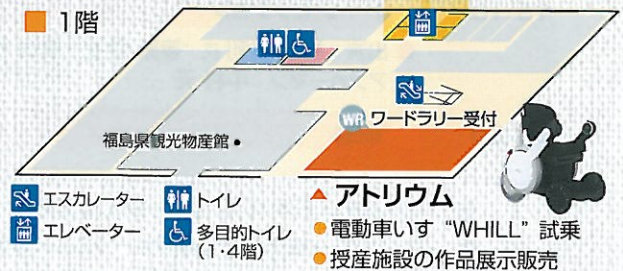 ■ 1階
WR ワードラリー受付
福島県観光物産館 ●
エスカレーター
トイレ
エレベーター
多目的トイレ
(1・4階)
▲ アトリウム
● 電動車いす “WHILL” 試乗
● 授産施設の作品展示販売